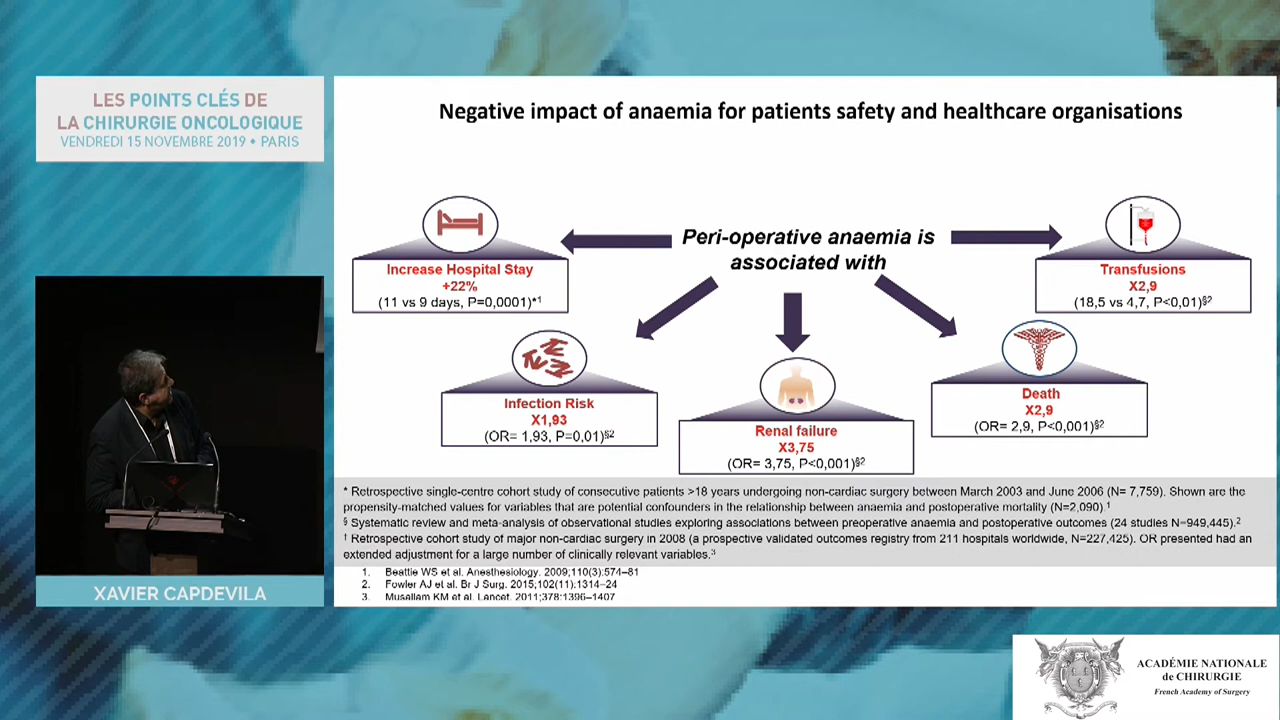 LES POINTS CLÉS DE
LA CHIRURGIE ONCOLOGIQUE
VENDREDI 15 NOVEMBRE 2019 • PARIS
XAVIER CAPDEVILA
Negative impact of anaemia for patients safety and healthcare organisations
Peri-operative anaemia is
associated with
Increase Hospital Stay
+22%
(11 vs 9 days, P=0,0001)*1
Infection Risk
X1,93
(OR= 1,93, P=0,01)§2
Renal failure
X3,75
(OR= 3,75, P<0,001)§2
Death
X2,9
(OR= 2,9, P<0,001)§2
Transfusions
X2,9
(18,5 vs 4,7, P<0,01)§2
* Retrospective single-centre cohort study of consecutive patients >18 years undergoing non-cardiac surgery between March 2003 and June 2006 (N= 7,759). Shown are the
propensity-matched values for variables that are potential confounders in the relationship between anaemia and postoperative mortality (N=2,090).1
§ Systematic review and meta-analysis of observational studies exploring associations between preoperative anaemia and postoperative outcomes (24 studies N=949,445).2
† Retrospective cohort study of major non-cardiac surgery in 2008 (a prospective validated outcomes registry from 211 hospitals worldwide, N=227,425). OR presented had an
extended adjustment for a large number of clinically relevant variables.3
1. Beattie WS et al. Anesthesiology. 2009;110(3):574–81
2. Fowler AJ et al. Br J Surg. 2015;102(11):1314–24
3. Musallam KM et al. Lancet. 2011;378:1396–1407
ACADÉMIE NATIONALE
de CHIRURGIE
French Academy of Surgery